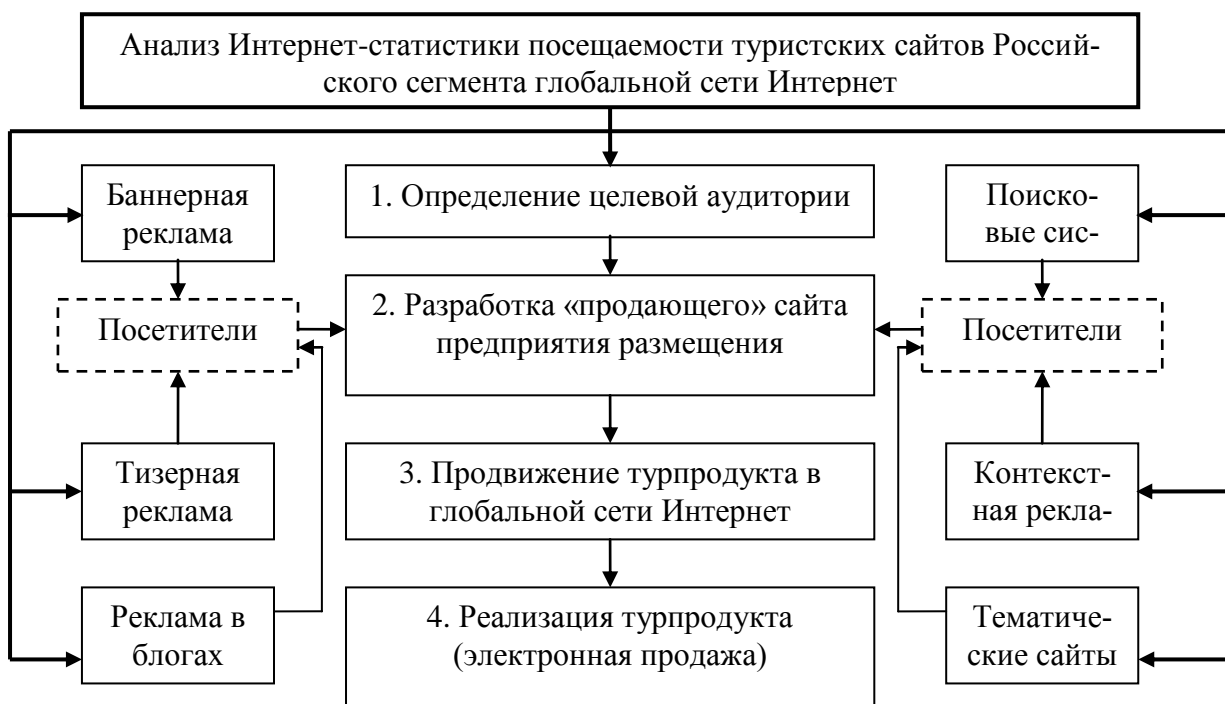 Анализ Интернет-статистики посещаемости туристских сайтов Россий-
ского сегмента глобальной сети Интернет
Баннерная
реклама
1. Определение целевой аудитории
Поиско-
вые сис-
Посетители
2. Разработка «продающего» сайта
предприятия размещения
Посетители
Тизерная
реклама
3. Продвижение турпродукта в
глобальной сети Интернет
Контекст-
ная рекла-
Реклама в
блогах
4. Реализация турпродукта
(электронная продажа)
Тематиче-
ские сайты